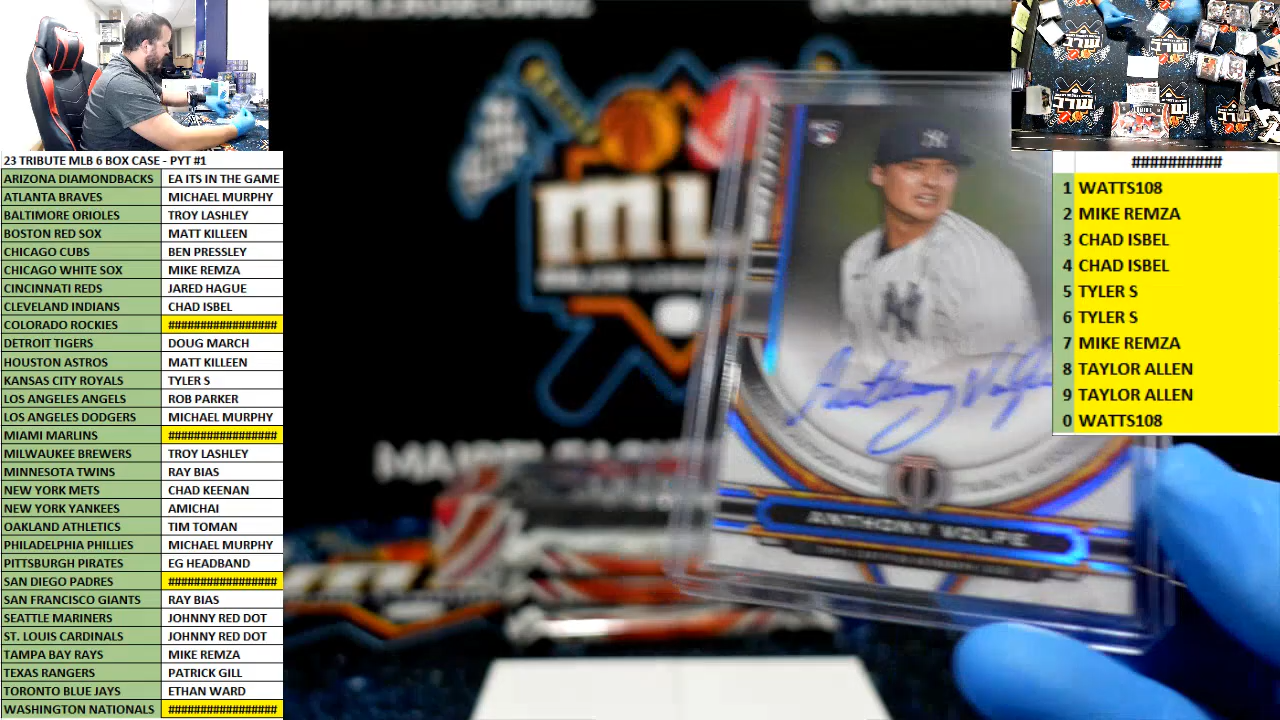 23 TRIBUTE MLB 6 BOX CASE - PYT #1
ARIZONA DIAMONDBACKS EA ITS IN THE GAME
ATLANTA BRAVES MICHAEL MURPHY
BALTIMORE ORIOLES TROY LASHLEY
BOSTON RED SOX MATT KILLEEN
CHICAGO CUBS BEN PRESSLEY
CHICAGO WHITE SOX MIKE REMZA
CINCINNATI REDS JARED HAGUE
CLEVELAND INDIANS CHAD ISBEL
COLORADO ROCKIES #################
DETROIT TIGERS DOUG MARCH
HOUSTON ASTROS MATT KILLEEN
KANSAS CITY ROYALS TYLER S
LOS ANGELES ANGELS ROB PARKER
LOS ANGELES DODGERS MICHAEL MURPHY
MIAMI MARLINS #################
MILWAUKEE BREWERS TROY LASHLEY
MINNESOTA TWINS RAY BIAS
NEW YORK METS CHAD KEENAN
NEW YORK YANKEES AMICHAI
OAKLAND ATHLETICS TIM TOMAN
PHILADELPHIA PHILLIES MICHAEL MURPHY
PITTSBURGH PIRATES EG HEADBAND
SAN DIEGO PADRES #################
SAN FRANCISCO GIANTS RAY BIAS
SEATTLE MARINERS JOHNNY RED DOT
ST. LOUIS CARDINALS JOHNNY RED DOT
TAMPA BAY RAYS MIKE REMZA
TEXAS RANGERS PATRICK GILL
TORONTO BLUE JAYS ETHAN WARD
WASHINGTON NATIONALS #################
NY
NY
Anthony Volpe
ANTHONY VOLPE
##########
1 WATTS108
2 MIKE REMZA
3 CHAD ISBEL
4 CHAD ISBEL
5 TYLER S
6 TYLER S
7 MIKE REMZA
8 TAYLOR ALLEN
9 TAYLOR ALLEN
0 WATTS108